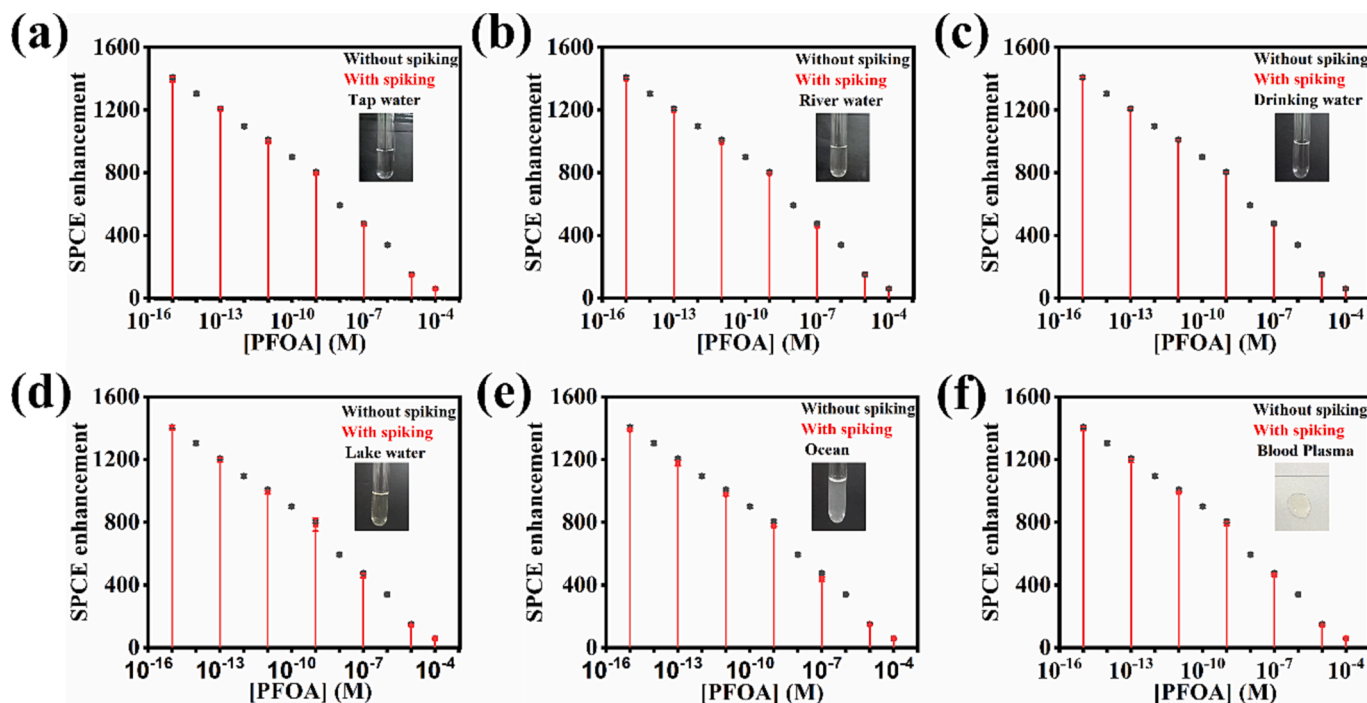 (a)
1600
1200
800
400
0
SPCE enhancement
Without spiking
With spiking
Tap water
10-16 10-13 10-10 10-7 10-4
[PFOA] (M)
(b)
1600
1200
800
400
0
SPCE enhancement
Without spiking
With spiking
River water
10-16 10-13 10-10 10-7 10-4
[PFOA] (M)
(c)
1600
1200
800
400
0
SPCE enhancement
Without spiking
With spiking
Drinking water
10-16 10-13 10-10 10-7 10-4
[PFOA] (M)
(d)
1600
1200
800
400
0
SPCE enhancement
Without spiking
With spiking
Lake water
10-16 10-13 10-10 10-7 10-4
[PFOA] (M)
(e)
1600
1200
800
400
0
SPCE enhancement
Without spiking
With spiking
Ocean
10-16 10-13 10-10 10-7 10-4
[PFOA] (M)
(f)
1600
1200
800
400
0
SPCE enhancement
Without spiking
With spiking
Blood Plasma
10-16 10-13 10-10 10-7 10-4
[PFOA] (M)